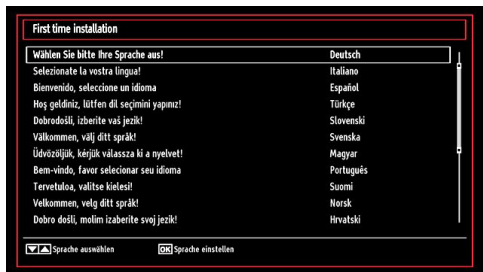 First time installation
Wählen Sie bitte Ihre Sprache aus! Deutsch
Selezionate la vostra lingua! Italiano
Bienvenido, seleccione un idioma Español
Hoş geldiniz, lütfen dil seçimini yapınız! Türkçe
Dobrodošli, izberite vaš jezik! Slovenski
Välkommen, välj ditt språk! Svenska
Üdvözöljük, kérjük válassza ki a nyelvet! Magyar
Bem-vindo, favor selecionar seu idioma Português
Tervetuloa, valitse kielesi! Suomi
Velkommen, velg ditt språk! Norsk
Dobro došli, molim izaberite svoj jezik! Hrvatski
Sprache auswählen OK Sprache einstellen